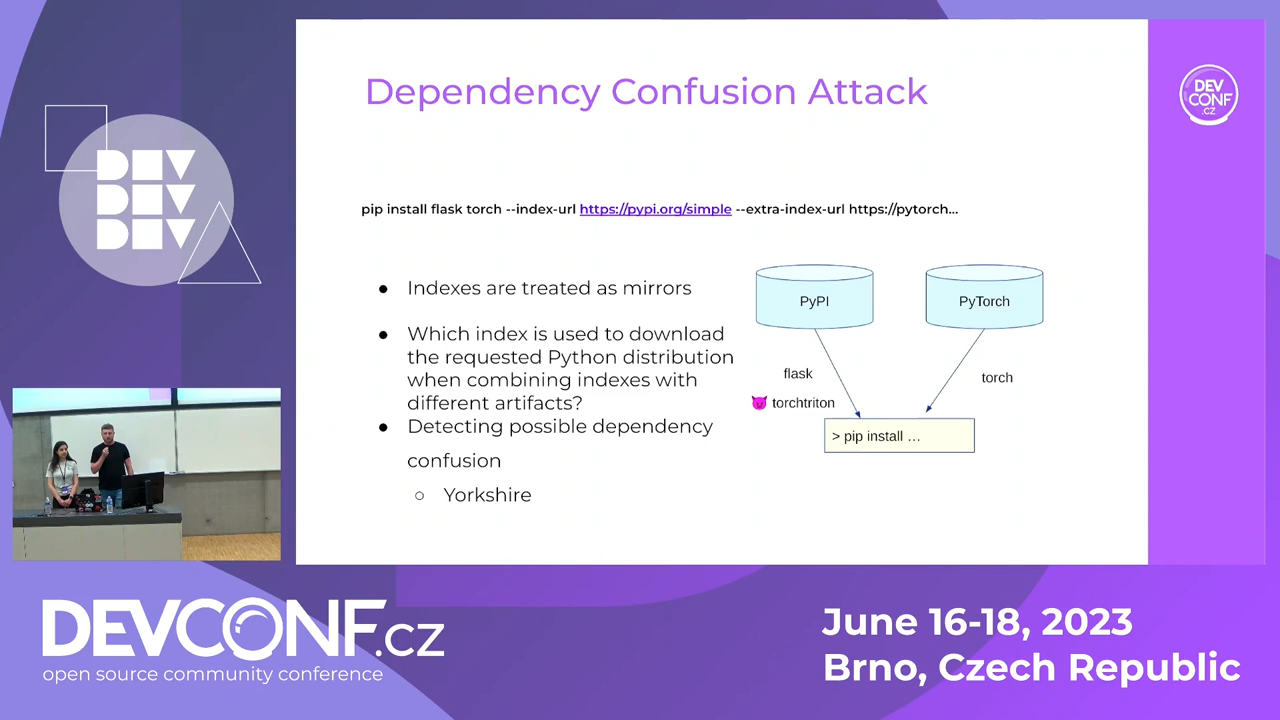 DEV
DEV
DEV
Dependency Confusion Attack
DEV
CONF
.CZ
pip install flask torch --index-url https://pypi.org/simple --extra-index-url https://pytorch...
● Indexes are treated as mirrors
● Which index is used to download
the requested Python distribution
when combining indexes with
different artifacts?
● Detecting possible dependency
confusion
○ Yorkshire
PyPI
PyTorch
flask
torch
😈 torchtriton
> pip install ...
DEVCONF.cz
open source community conference
June 16-18, 2023
Brno, Czech Republic